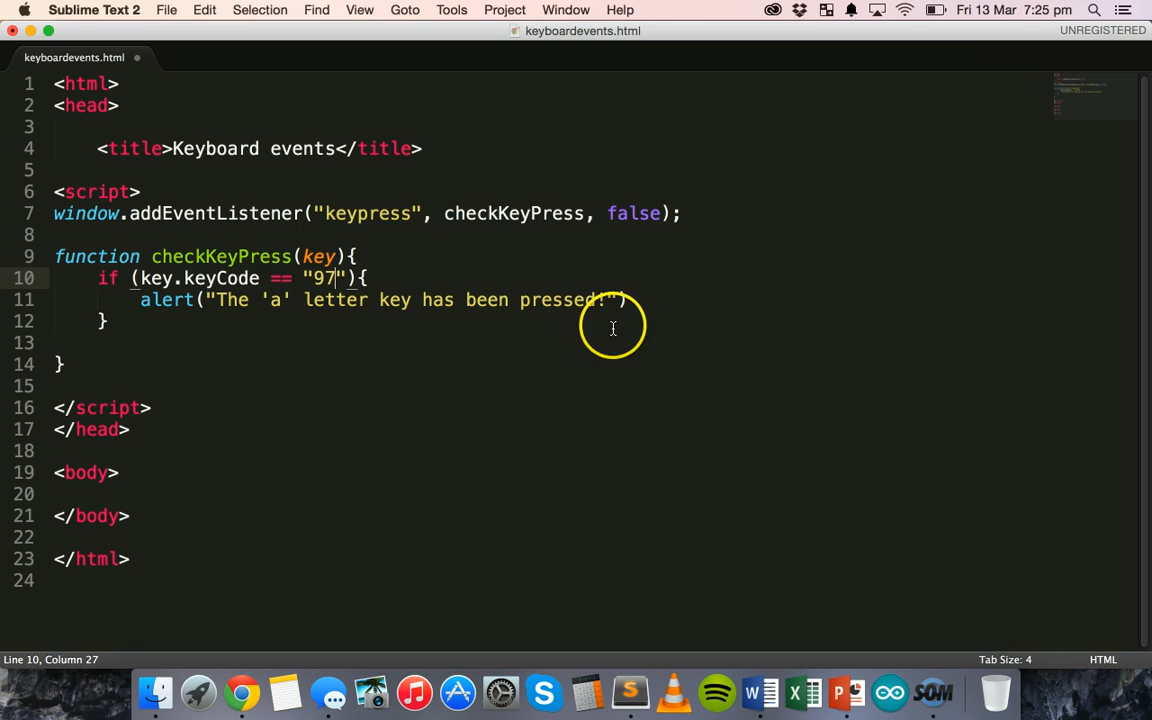 Sublime Text 2 File Edit Selection Find View Goto Tools Project Window Help Fri 13 Mar 7:25 pm
keyboardevents.html UNREGISTERED
keyboardevents.html
1 <html>
2 <head>
3
4 <title>Keyboard events</title>
5
6 <script>
7 window.addEventListener("keypress", checkKeyPress, false);
8
9 function checkKeyPress(key){
10 if (key.keyCode == "97"){
11 alert("The 'a' letter key has been pressed!")
12 }
13
14 }
15
16 </script>
17 </head>
18
19 <body>
20
21 </body>
22
23 </html>
24
Line 10, Column 27 Tab Size: 4 HTML
SOM